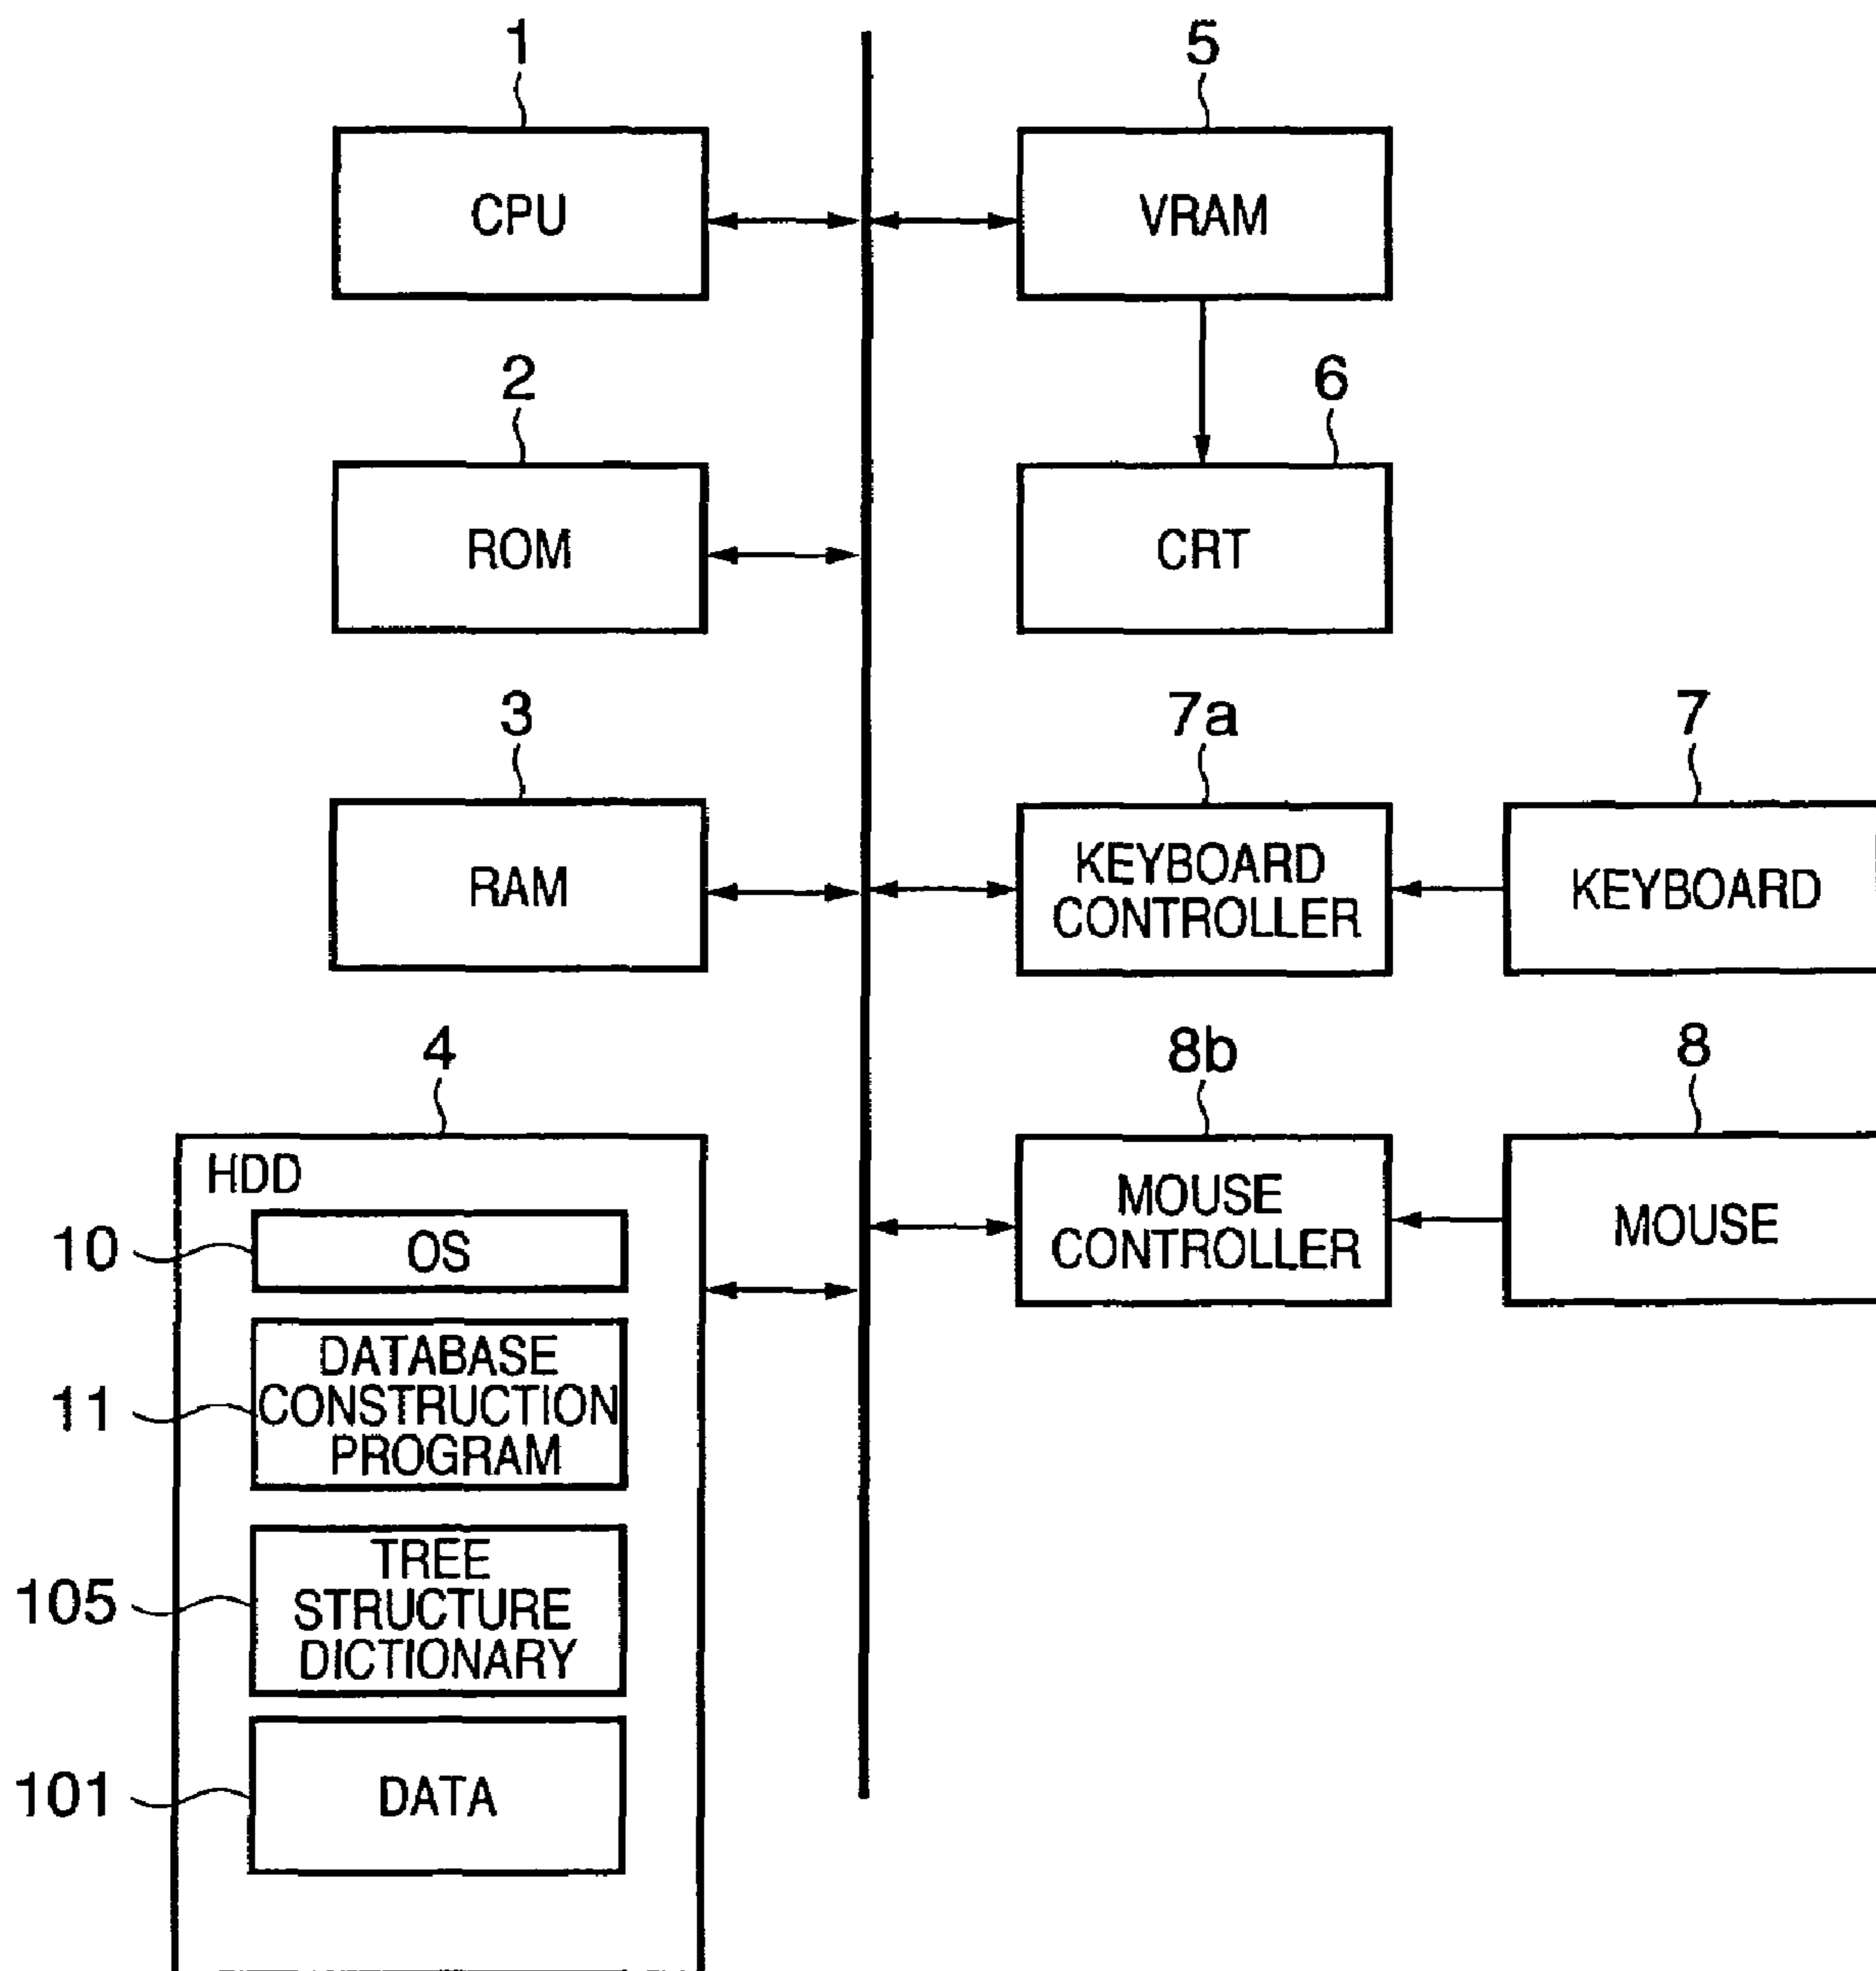 1
5
CPU
VRAM
2
6
ROM
CRT
3
7a
7
RAM
KEYBOARD
CONTROLLER
KEYBOARD
4
8b
8
HDD
MOUSE
CONTROLLER
MOUSE
10
OS
11
DATABASE
CONSTRUCTION
PROGRAM
105
TREE
STRUCTURE
DICTIONARY
101
DATA